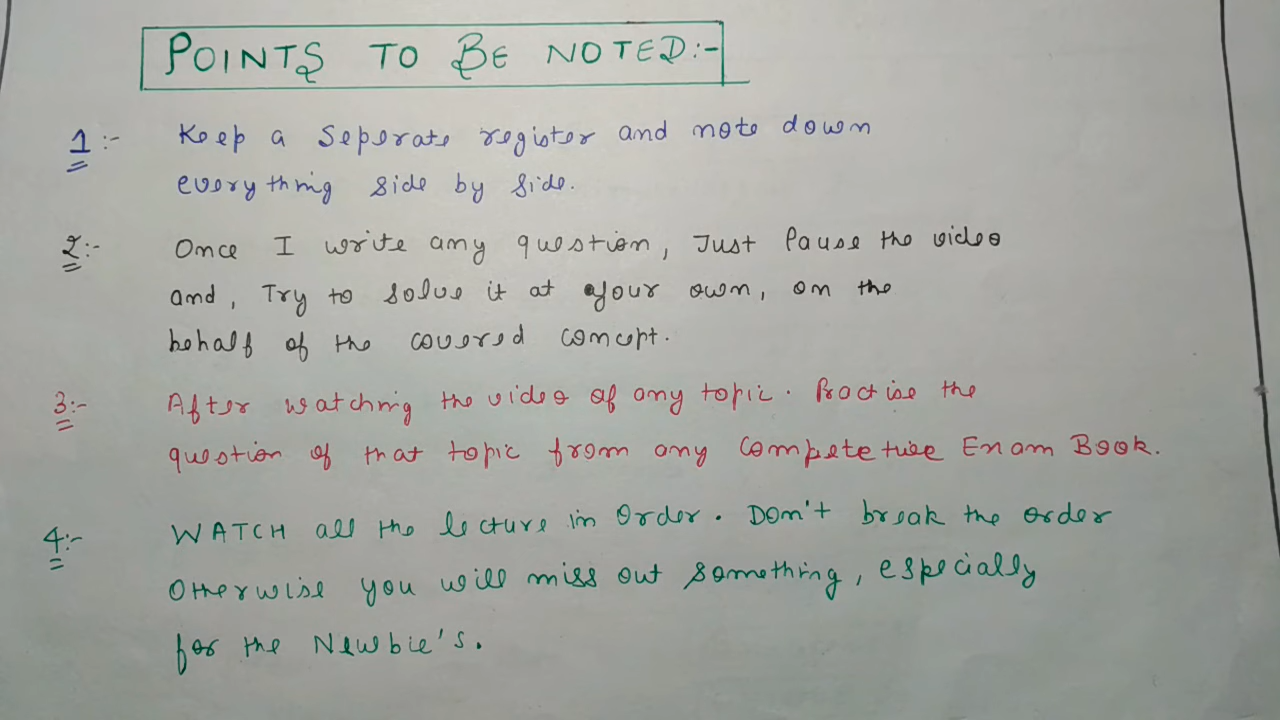 POINTS TO BE NOTED:-
1:- Keep a Seperate register and note down
everything side by side.
2:- Once I write any question, Just Pause the video
and, Try to solve it at your own, on the
behalf of the covered concept.
3:- After watching the video of any topic. Practise the
question of that topic from any Competetive Exam Book.
4:- WATCH all the lecture in Order. Don't break the order
Otherwise you will miss out something, especially
for the Newbie's.